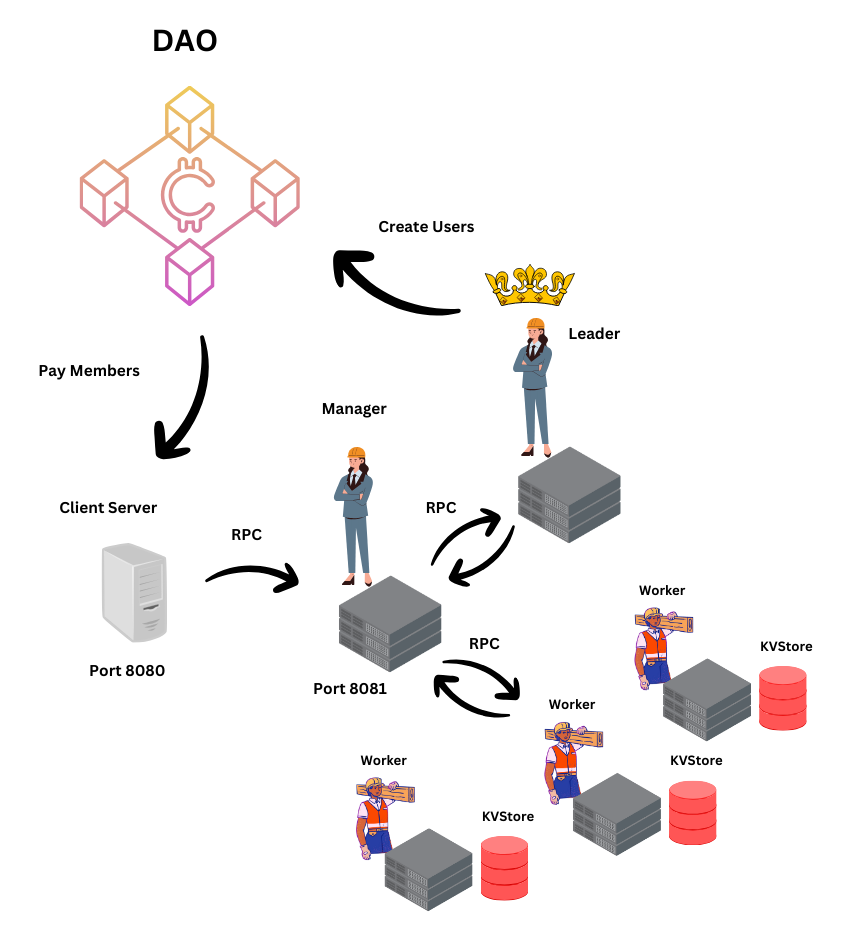 DAO
Create Users
Leader
Pay Members
Manager
Client Server
RPC
RPC
Port 8080
Port 8081
RPC
Worker
KVStore
Worker
KVStore
Worker
KVStore